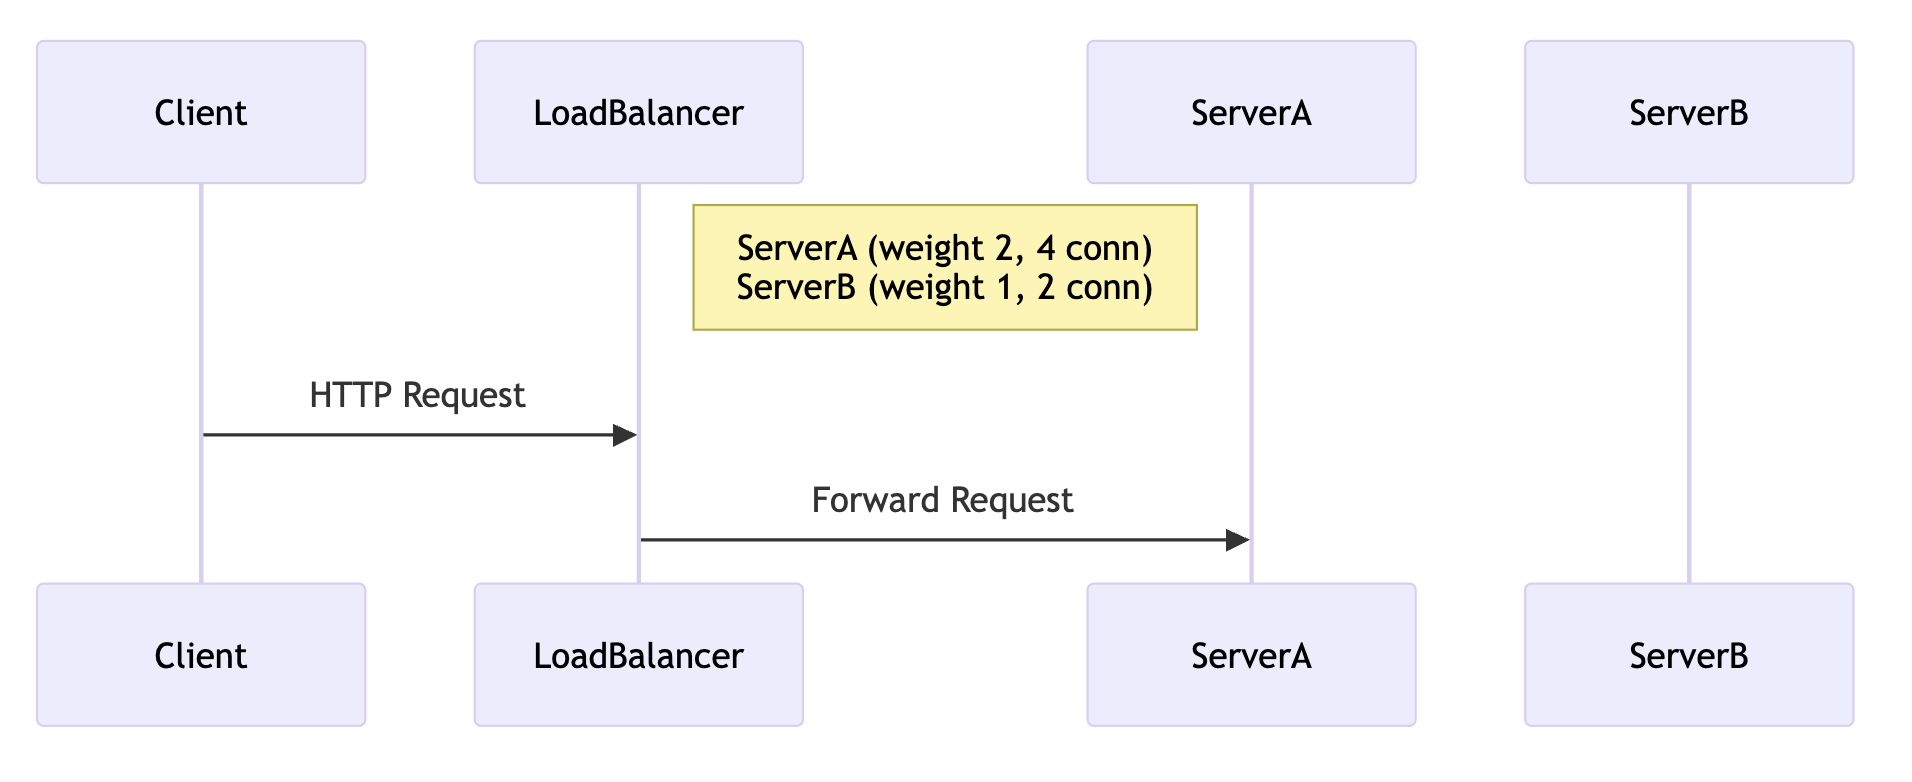 Client
LoadBalancer
ServerA
ServerB
ServerA (weight 2, 4 conn)
ServerB (weight 1, 2 conn)
HTTP Request
Forward Request
Client
LoadBalancer
ServerA
ServerB